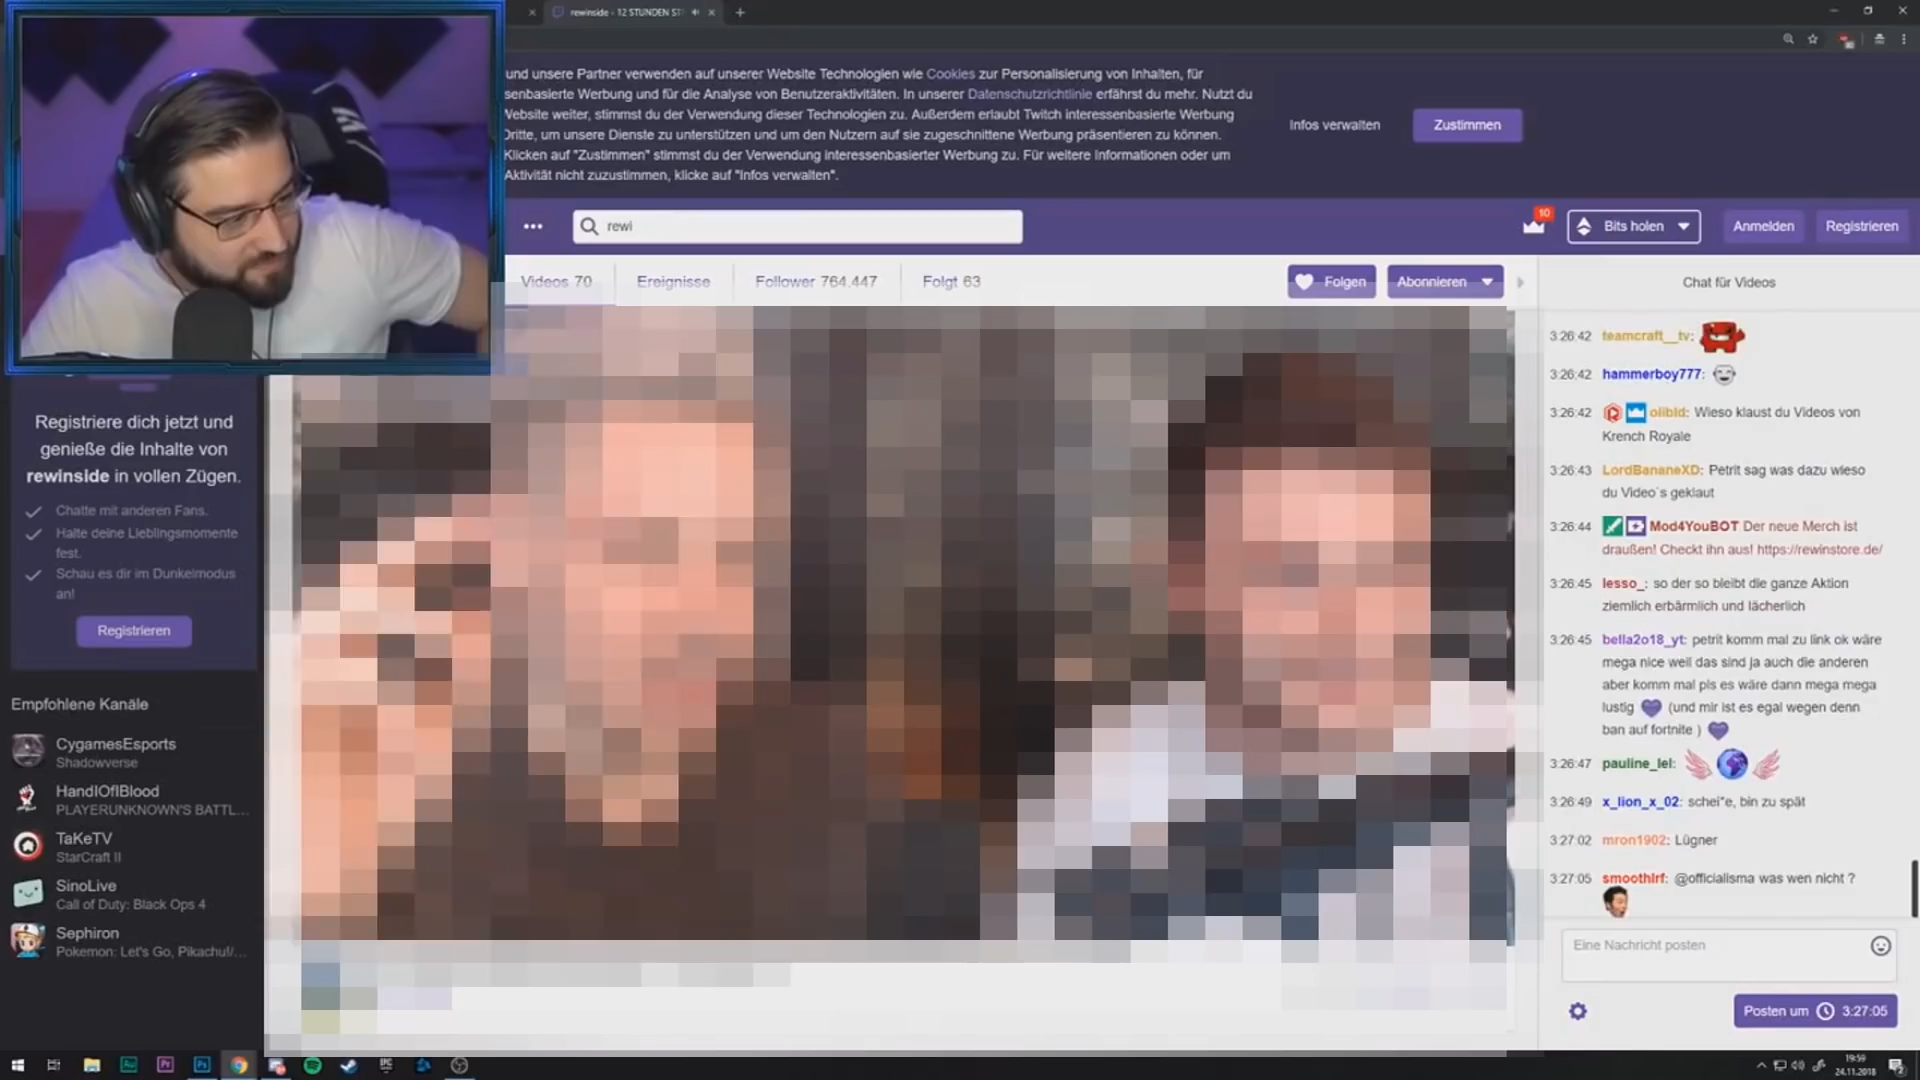 rewinside - 12 STUNDEN ST
und unsere Partner verwenden auf unserer Website Technologien wie Cookies zur Personalisierung von Inhalten, für
senbasierte Werbung und für die Analyse von Benutzeraktivitäten. In unserer Datenschutzrichtlinie erfährst du mehr. Nutzt du
Website weiter, stimmst du der Verwendung dieser Technologien zu. Außerdem erlaubt Twitch interessenbasierte Werbung
Dritte, um unsere Dienste zu unterstützen und um den Nutzern auf sie zugeschnittene Werbung präsentieren zu können.
Klicken auf "Zustimmen" stimmst du der Verwendung interessenbasierter Werbung zu. Für weitere Informationen oder um
Aktivität nicht zuzustimmen, klicke auf "Infos verwalten".
Infos verwalten
Zustimmen
rewi
10
Bits holen
Anmelden
Registrieren
Videos 70
Ereignisse
Follower 764.447
Folgt 63
Folgen
Abonnieren
Chat für Videos
Registriere dich jetzt und
genieße die Inhalte von
rewinside in vollen Zügen.
Chatte mit anderen Fans.
Halte deine Lieblingsmomente
fest.
Schau es dir im Dunkelmodus
an!
Registrieren
Empfohlene Kanäle
CygamesEsports
Shadowverse
HandIOfIBlood
PLAYERUNKNOWN'S BATTL...
TaKeTV
StarCraft II
SinoLive
Call of Duty: Black Ops 4
Sephiron
Pokemon: Let's Go, Pikachu!/...
3:26:42 teamcraft__tv:
3:26:42 hammerboy777:
3:26:42 olibld: Wieso klaust du Videos von
Krench Royale
3:26:43 LordBananeXD: Petrit sag was dazu wieso
du Video´s geklaut
3:26:44 Mod4YouBOT Der neue Merch ist
draußen! Checkt ihn aus! https://rewinstore.de/
3:26:45 lesso_: so der so bleibt die ganze Aktion
ziemlich erbärmlich und lächerlich
3:26:45 bella2o18_yt: petrit komm mal zu link ok wäre
mega nice weil das sind ja auch die anderen
aber komm mal pls es wäre dann mega mega
lustig (und mir ist es egal wegen denn
ban auf fortnite )
3:26:47 pauline_lel:
3:26:49 x_lion_x_02: schei*e, bin zu spät
3:27:02 mron1902: Lügner
3:27:05 smoothlrf: @officialisma was wen nicht ?
Eine Nachricht posten
Posten um 3:27:05
Au
Pr
Ps
EPIC
19:59
24.11.2018
2